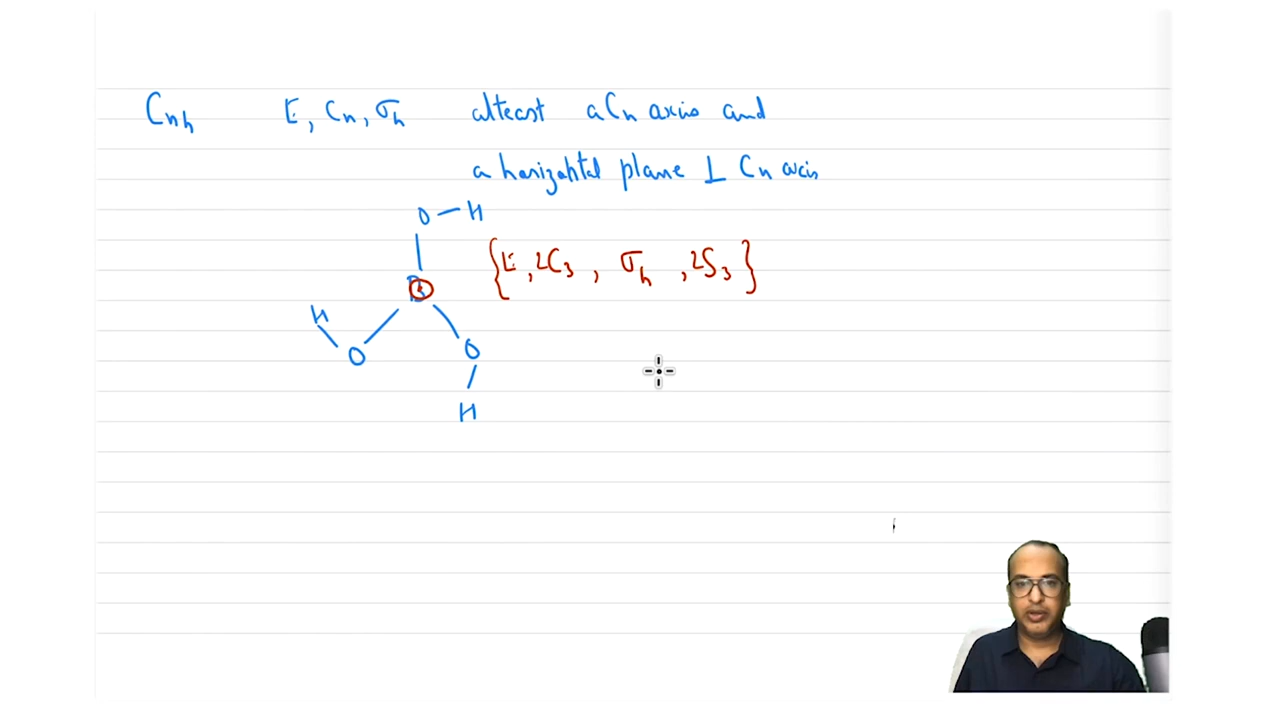 Cnh E, Cn, σh atleast a Cn axis and
a horizontal plane ⊥ Cn axis
O - H
{E, 2C3, σh, 2S3}
H
O O
H